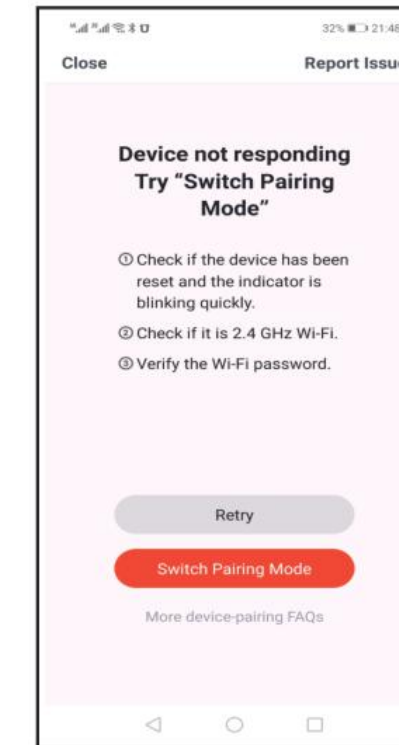 32% 21:48
Close Report Issu
Device not responding
Try “Switch Pairing
Mode”
① Check if the device has been
reset and the indicator is
blinking quickly.
② Check if it is 2.4 GHz Wi-Fi.
③ Verify the Wi-Fi password.
Retry
Switch Pairing Mode
More device-pairing FAQs